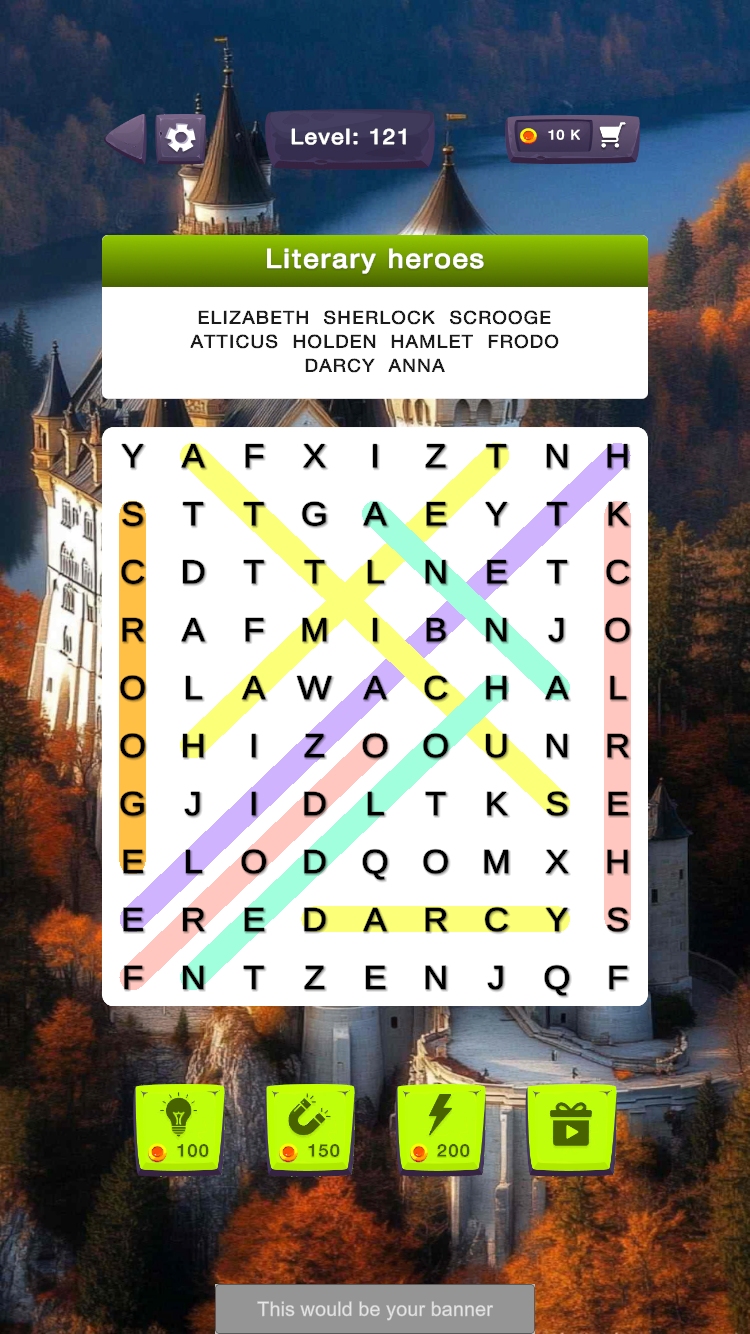 Level: 121
10 K
Literary heroes
ELIZABETH SHERLOCK SCROOGE
ATTICUS HOLDEN HAMLET FRODO
DARCY ANNA
Y A F X I Z T N H
S T T G A E Y T K
C D T T L N E T C
R A F M I B N J O
O L A W A C H A L
O H I Z O O U N R
G J I D L T K S E
E L O D Q O M X H
E R E D A R C Y S
F N T Z E N J Q F
100 150 200
This would be your banner